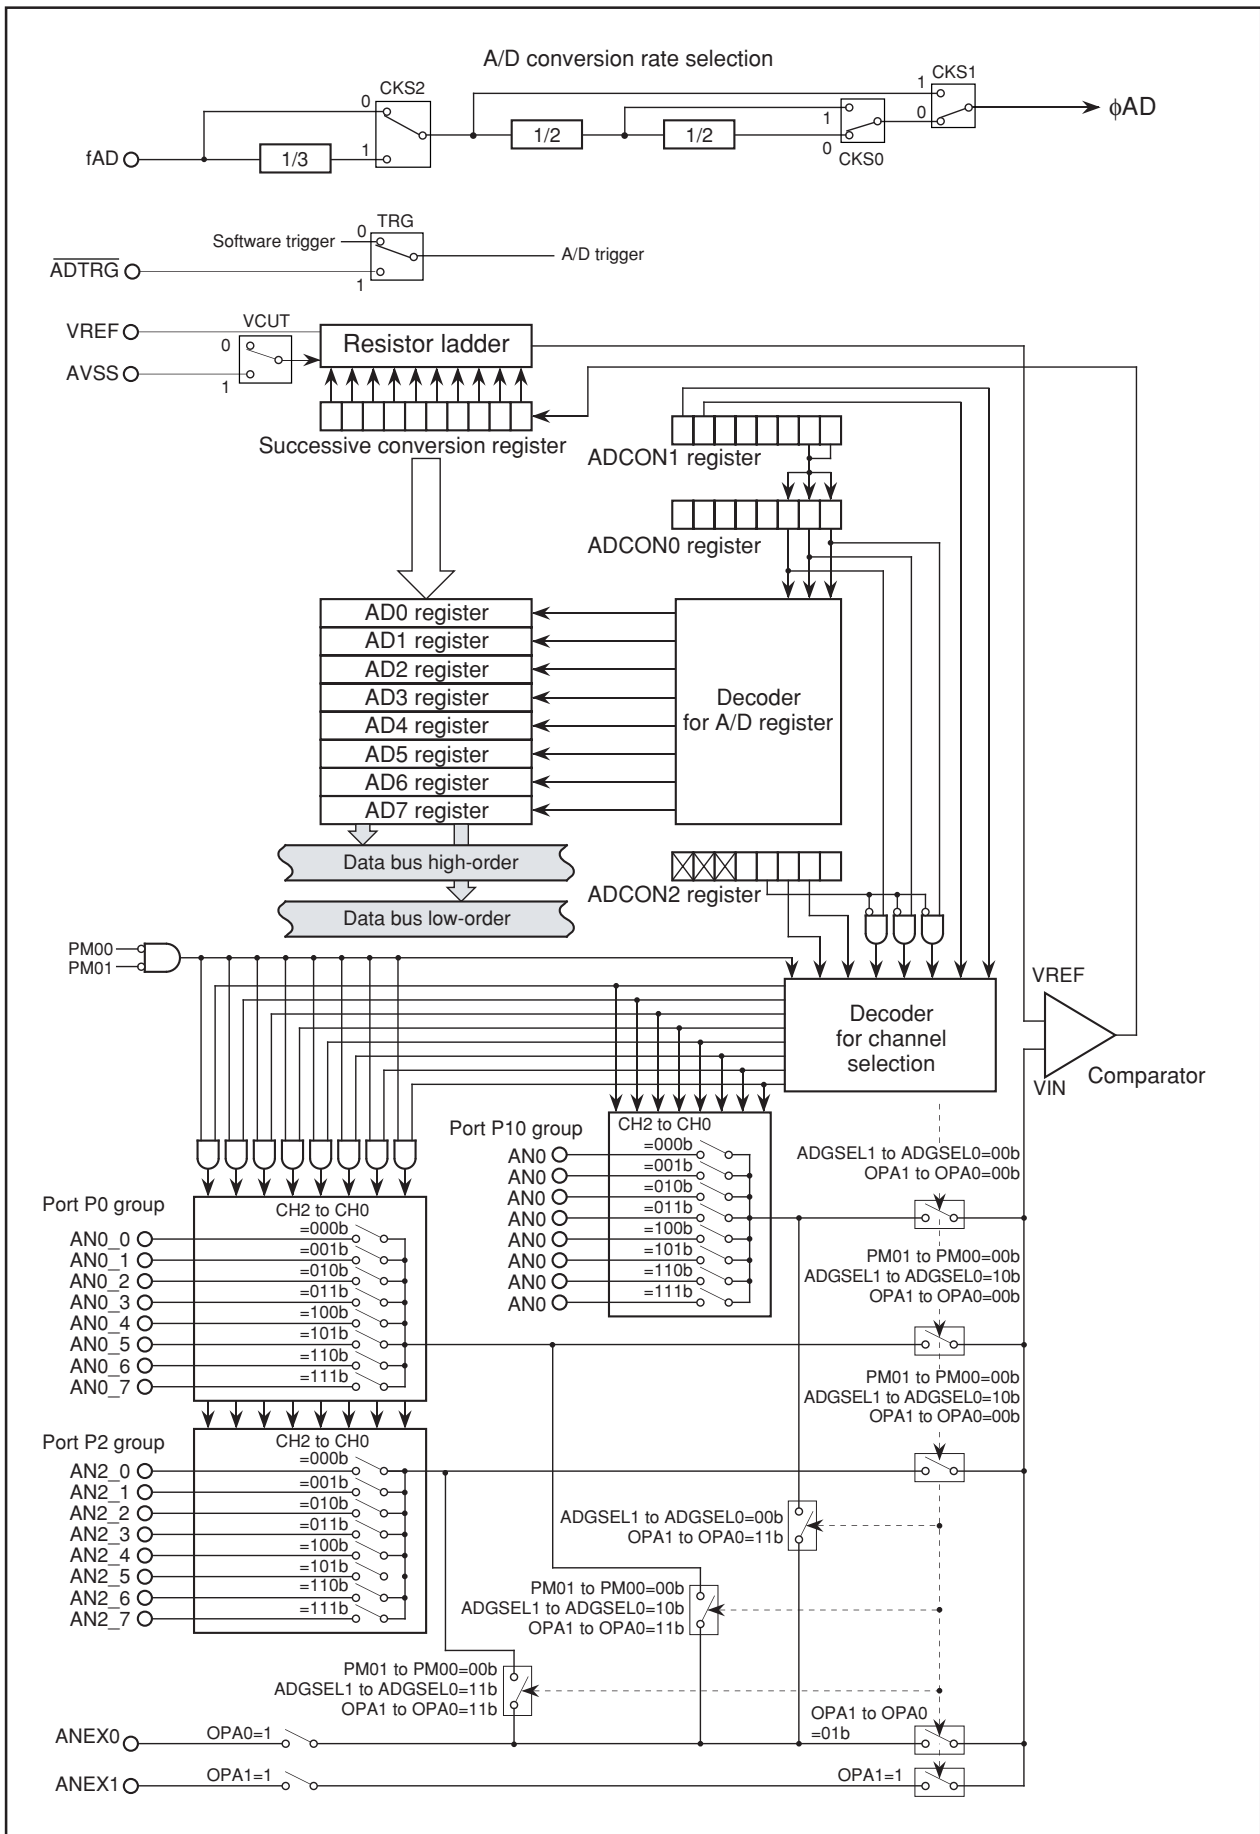 A/D conversion rate selection
CKS2
0
1
fAD
1/3
1/2
1/2
1
0
CKS0
CKS1
1
0
ϕAD
TRG
Software trigger
0
1
A/D trigger
ADTRG
VREF
VCUT
0
1
AVSS
Resistor ladder
Successive conversion register
ADCON1 register
ADCON0 register
AD0 register
AD1 register
AD2 register
AD3 register
AD4 register
AD5 register
AD6 register
AD7 register
Decoder
for A/D register
Data bus high-order
Data bus low-order
ADCON2 register
PM00
PM01
Decoder
for channel
selection
VREF
VIN
Comparator
Port P10 group
CH2 to CH0
AN0
AN0
AN0
AN0
AN0
AN0
AN0
AN0
=000b
=001b
=010b
=011b
=100b
=101b
=110b
=111b
ADGSEL1 to ADGSEL0=00b
OPA1 to OPA0=00b
Port P0 group
CH2 to CH0
AN0_0
AN0_1
AN0_2
AN0_3
AN0_4
AN0_5
AN0_6
AN0_7
=000b
=001b
=010b
=011b
=100b
=101b
=110b
=111b
PM01 to PM00=00b
ADGSEL1 to ADGSEL0=10b
OPA1 to OPA0=00b
PM01 to PM00=00b
ADGSEL1 to ADGSEL0=10b
OPA1 to OPA0=00b
Port P2 group
CH2 to CH0
AN2_0
AN2_1
AN2_2
AN2_3
AN2_4
AN2_5
AN2_6
AN2_7
=000b
=001b
=010b
=011b
=100b
=101b
=110b
=111b
ADGSEL1 to ADGSEL0=00b
OPA1 to OPA0=11b
PM01 to PM00=00b
ADGSEL1 to ADGSEL0=10b
OPA1 to OPA0=11b
PM01 to PM00=00b
ADGSEL1 to ADGSEL0=11b
OPA1 to OPA0=11b
ANEX0
OPA0=1
OPA1 to OPA0
=01b
ANEX1
OPA1=1
OPA1=1